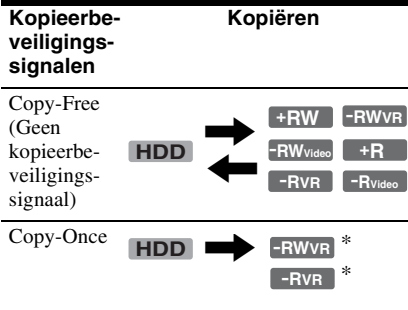 Kopieerbe-
veiligings-
signalen
Kopiëren
Copy-Free
(Geen
kopieerbe-
veiligings-
signaal)
HDD
+RW -RWVR
-RWVideo +R
-RVR -RVideo
Copy-Once
HDD
-RWVR *
-RVR *